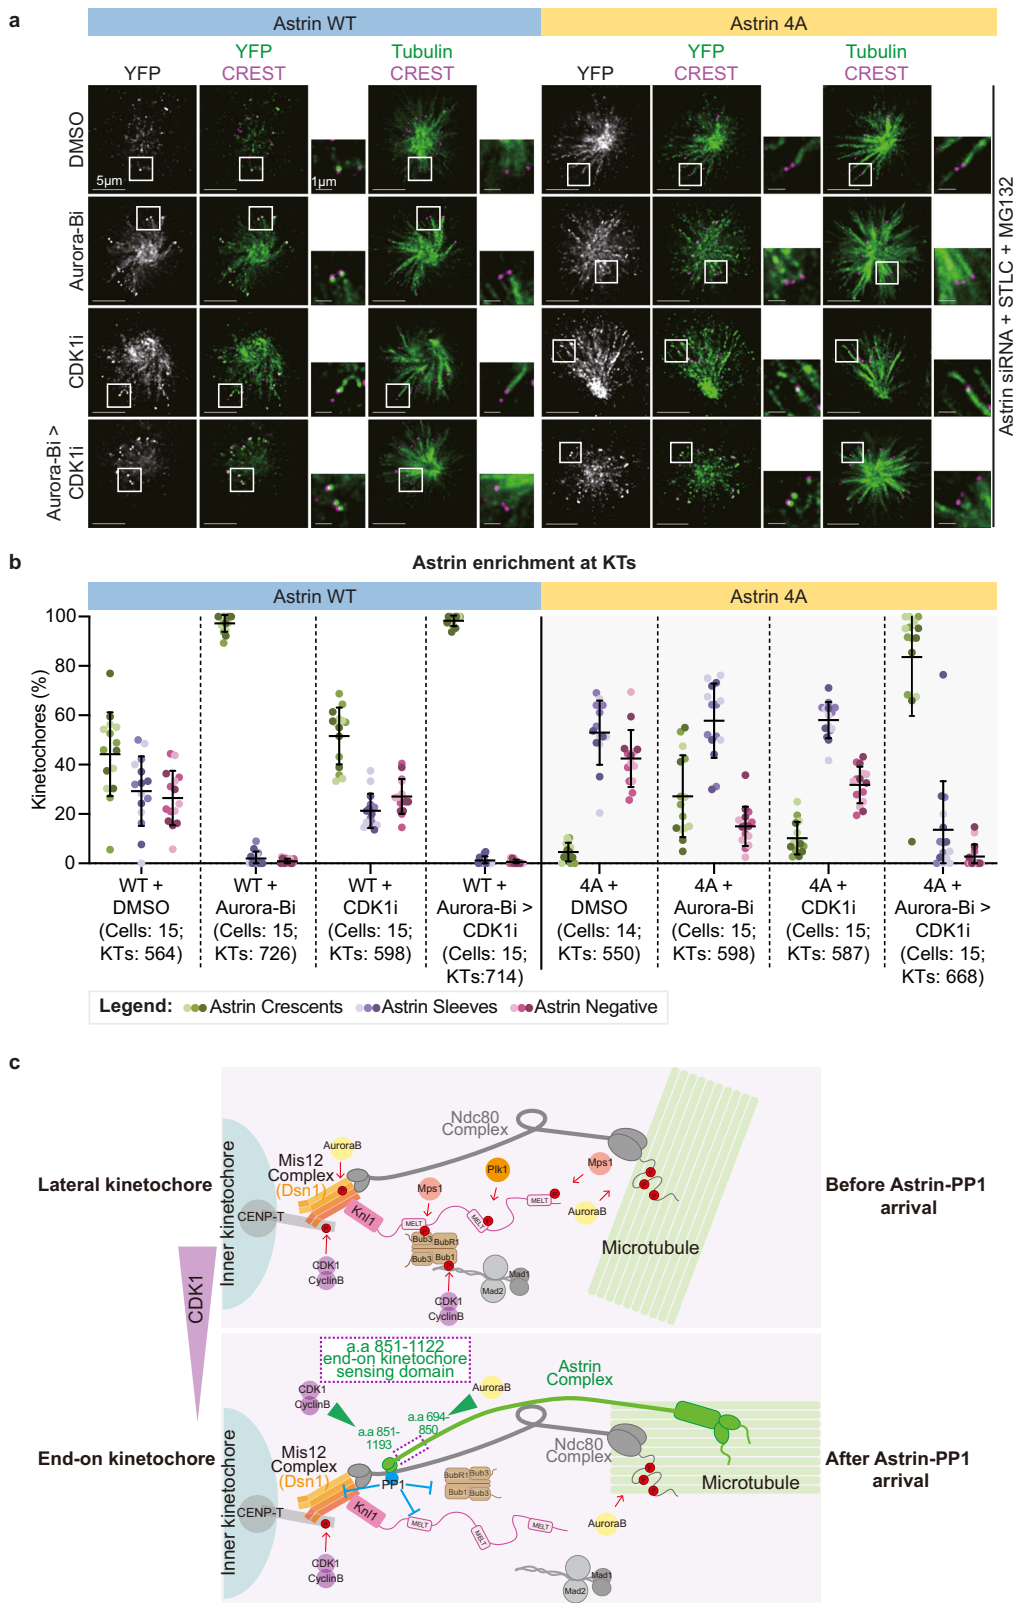 a
Astrin WT
Astrin 4A
YFP
YFP
CREST
Tubulin
CREST
YFP
YFP
CREST
Tubulin
CREST
DMSO
5μm
1μm
Aurora-Bi
CDK1i
Aurora-Bi >
CDK1i
Astrin siRNA + STLC + MG132
b
Astrin enrichment at KTs
Astrin WT
Astrin 4A
Kinetochores (%)
100
80
60
40
20
0
WT +
DMSO
(Cells: 15;
KTs: 564)
WT +
Aurora-Bi
(Cells: 15;
KTs: 726)
WT +
CDK1i
(Cells: 15;
KTs: 598)
WT +
Aurora-Bi >
CDK1i
(Cells: 15;
KTs:714)
4A +
DMSO
(Cells: 14;
KTs: 550)
4A +
Aurora-Bi
(Cells: 15;
KTs: 598)
4A +
CDK1i
(Cells: 15;
KTs: 587)
4A +
Aurora-Bi >
CDK1i
(Cells: 15;
KTs: 668)
Legend: Astrin Crescents Astrin Sleeves Astrin Negative
c
Lateral kinetochore
Before Astrin-PP1
arrival
Inner kinetochore
CENP-T
AuroraB
Mis12
Complex
(Dsn1)
P
Knl1
P
CDK1
CyclinB
Ndc80
Complex
Mps1
Plk1
Mps1
AuroraB
MELT
MELT
MELT
P
P
P
Bub3
BubR1
Bub3
Bub1
P
CDK1
CyclinB
Mad2
Mad1
P
P
P
Microtubule
CDK1
End-on kinetochore
After Astrin-PP1
arrival
a.a 851-1122
end-on kinetochore
sensing domain
CDK1
CyclinB
AuroraB
a.a 851-
1193
a.a 694-
850
Astrin
Complex
Inner kinetochore
CENP-T
Mis12
Complex
(Dsn1)
Knl1
PP1
P
CDK1
CyclinB
BubR1
Bub3
Bub1
Bub3
Ndc80
Complex
P
P
P
Microtubule
AuroraB
MELT
MELT
MELT
Mad2
Mad1